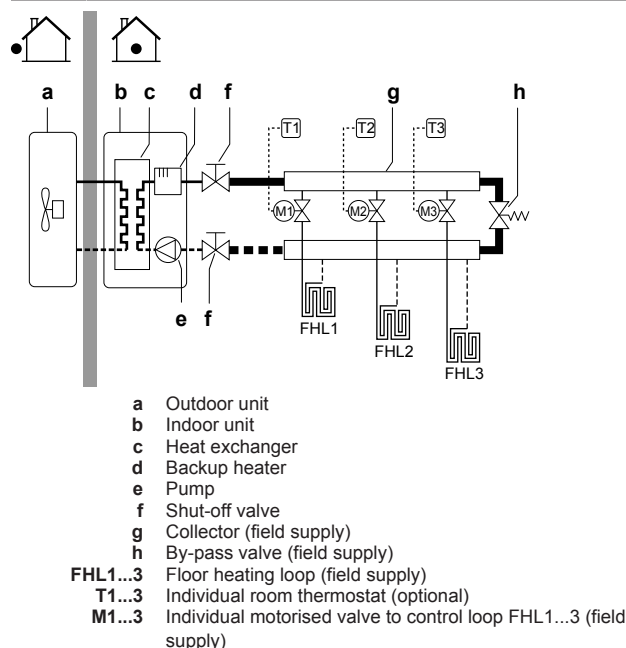 a b c d f g h
T1 T2 T3
M1 M2 M3
e f
FHL1
FHL2
FHL3
a Outdoor unit
b Indoor unit
c Heat exchanger
d Backup heater
e Pump
f Shut-off valve
g Collector (field supply)
h By-pass valve (field supply)
FHL1...3 Floor heating loop (field supply)
T1...3 Individual room thermostat (optional)
M1...3 Individual motorised valve to control loop FHL1...3 (field
supply)